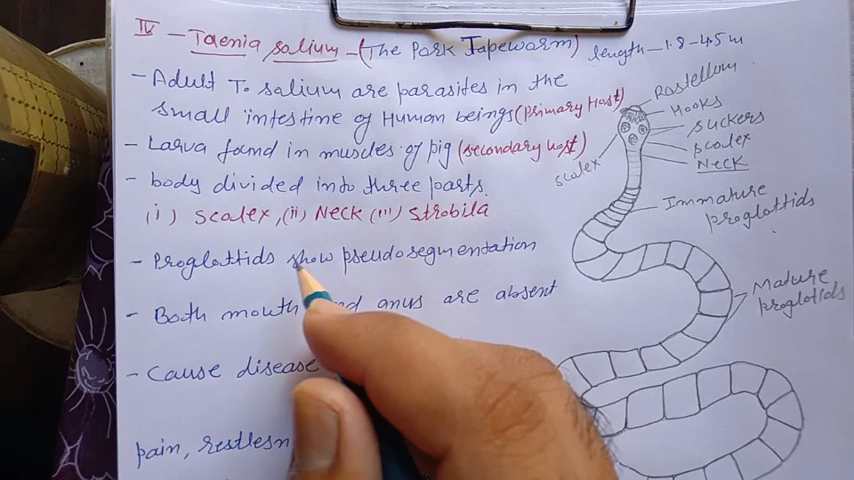 IV - Taenia solium - (The Pork Tapeworm) length - 1.8 - 4.5 m
- Adult T. solium are parasites in the
small intestine of Human beings (primary Host)
- Larva found in muscles of pig (secondary host)
- body divided into three parts.
(i) Scolex, (ii) Neck (iii) Strobila
- Proglottids show pseudosegmentation
- Both mouth and anus are absent
- Cause disease
pain,
Rostellum
Hooks
suckers
scolex
Neck
scolex
Immature
proglottids
Mature
proglottids